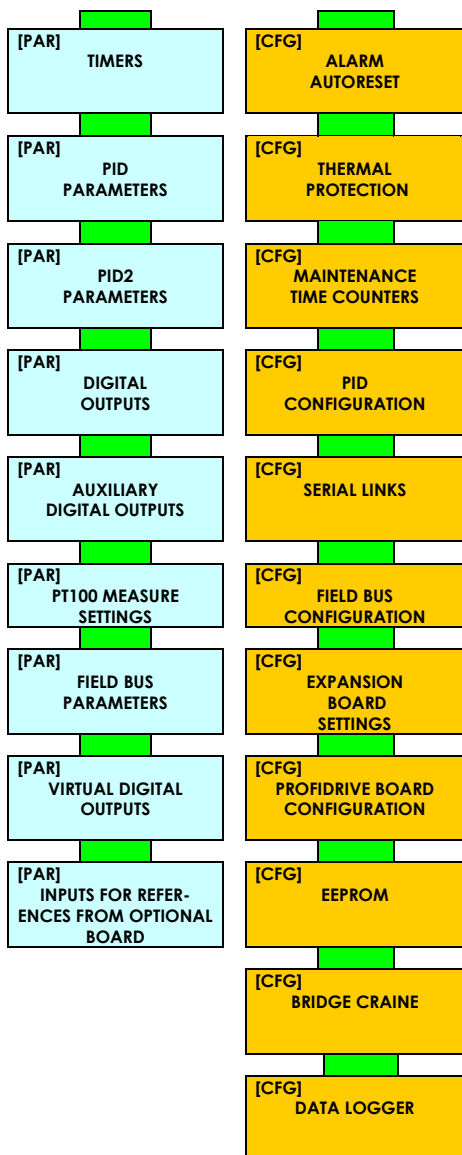 [PAR]
TIMERS
[PAR]
PID
PARAMETERS
[PAR]
PID2
PARAMETERS
[PAR]
DIGITAL
OUTPUTS
[PAR]
AUXILIARY
DIGITAL OUTPUTS
[PAR]
PT100 MEASURE
SETTINGS
[PAR]
FIELD BUS
PARAMETERS
[PAR]
VIRTUAL DIGITAL
OUTPUTS
[PAR]
INPUTS FOR REFER-
ENCES FROM OPTIONAL
BOARD
[CFG]
ALARM
AUTORESET
[CFG]
THERMAL
PROTECTION
[CFG]
MAINTENANCE
TIME COUNTERS
[CFG]
PID
CONFIGURATION
[CFG]
SERIAL LINKS
[CFG]
FIELD BUS
CONFIGURATION
[CFG]
EXPANSION
BOARD
SETTINGS
[CFG]
PROFIDRIVE BOARD
CONFIGURATION
[CFG]
EEPROM
[CFG]
BRIDGE CRAINE
[CFG]
DATA LOGGER